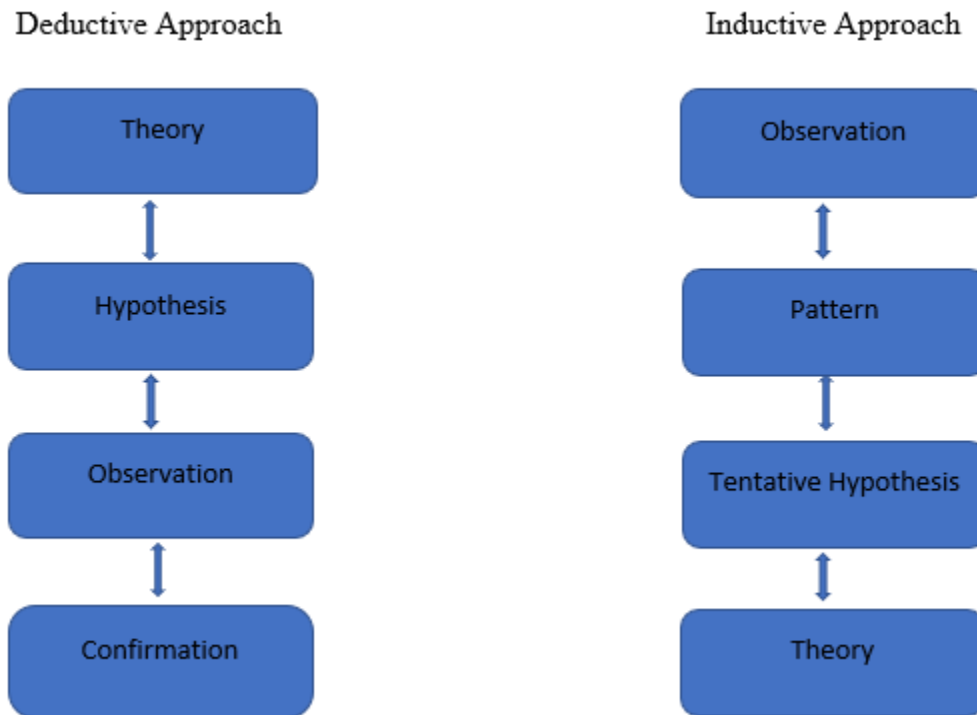 Deductive Approach
Inductive Approach
Theory
Hypothesis
Observation
Confirmation
Observation
Pattern
Tentative Hypothesis
Theory